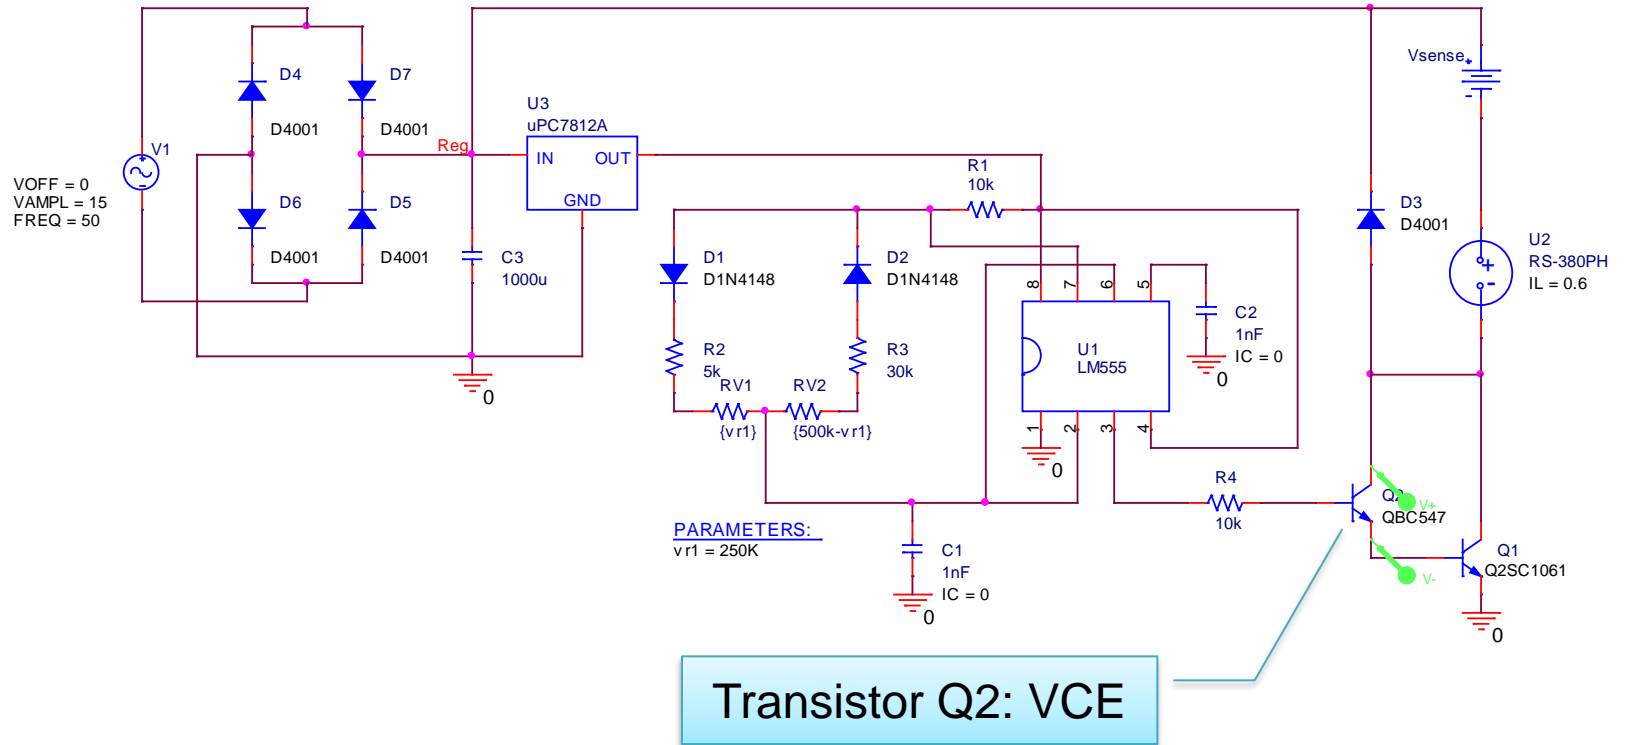 V1
VOFF = 0
VAMPL = 15
FREQ = 50
D4
D4001
D7
D4001
D6
D4001
D5
D4001
Reg
C3
1000u
0
U3
uPC7812A
IN
OUT
GND
R1
10k
D1
D1N4148
D2
D1N4148
R2
5k
R3
30k
RV1
{vr1}
RV2
{500k-vr1}
PARAMETERS:
vr1 = 250K
C1
1nF
IC = 0
0
8
7
6
5
U1
LM555
1
2
3
4
0
C2
1nF
IC = 0
0
R4
10k
Vsense
+
-
D3
D4001
U2
RS-380PH
IL = 0.6
+
-
Q2
QBC547
V+
V-
Q1
Q2SC1061
0
Transistor Q2: VCE